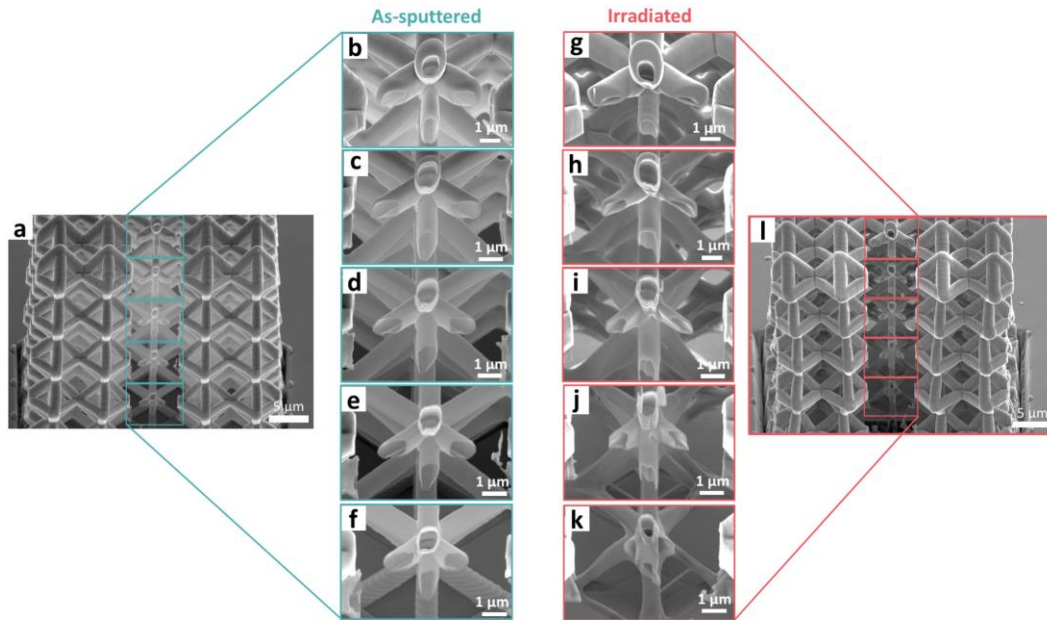 As-sputtered
Irradiated
a
5 µm
b
1 µm
c
1 µm
d
1 µm
e
1 µm
f
1 µm
g
1 µm
h
1 µm
i
1 µm
j
1 µm
k
1 µm
l
5 µm